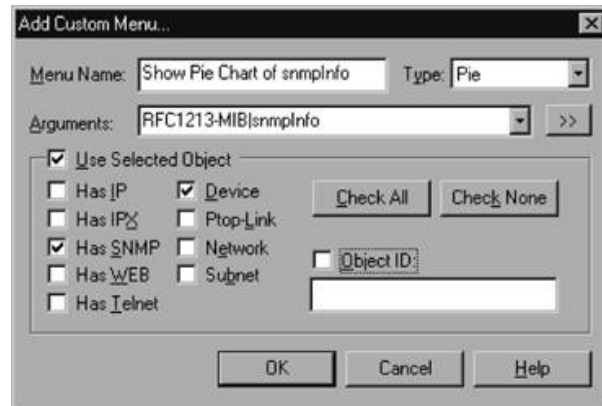 Add Custom Menu...
Menu Name: Show Pie Chart of snmpInfo Type: Pie
Arguments: RFC1213-MIB|snmpInfo >>
Use Selected Object
Has IP Device Check All Check None
Has IPX Ptop-Link
Has SNMP Network Object ID:
Has WEB Subnet
Has Telnet
OK Cancel Help